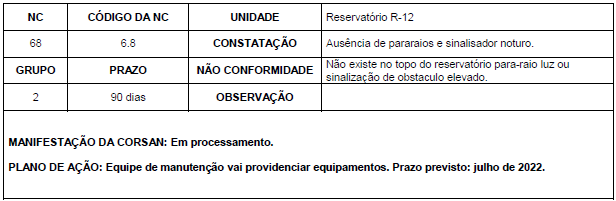 NC CÓDIGO DA NC UNIDADE Reservatório R-12
68 6.8 CONSTATAÇÃO Ausência de pararaios e sinalisador noturo.
GRUPO PRAZO NÃO CONFORMIDADE Não existe no topo do reservatório para-raio luz ou
sinalização de obstaculo elevado.
2 90 dias OBSERVAÇÃO
MANIFESTAÇÃO DA CORSAN: Em processamento.
PLANO DE AÇÃO: Equipe de manutenção vai providenciar equipamentos. Prazo previsto: julho de 2022.